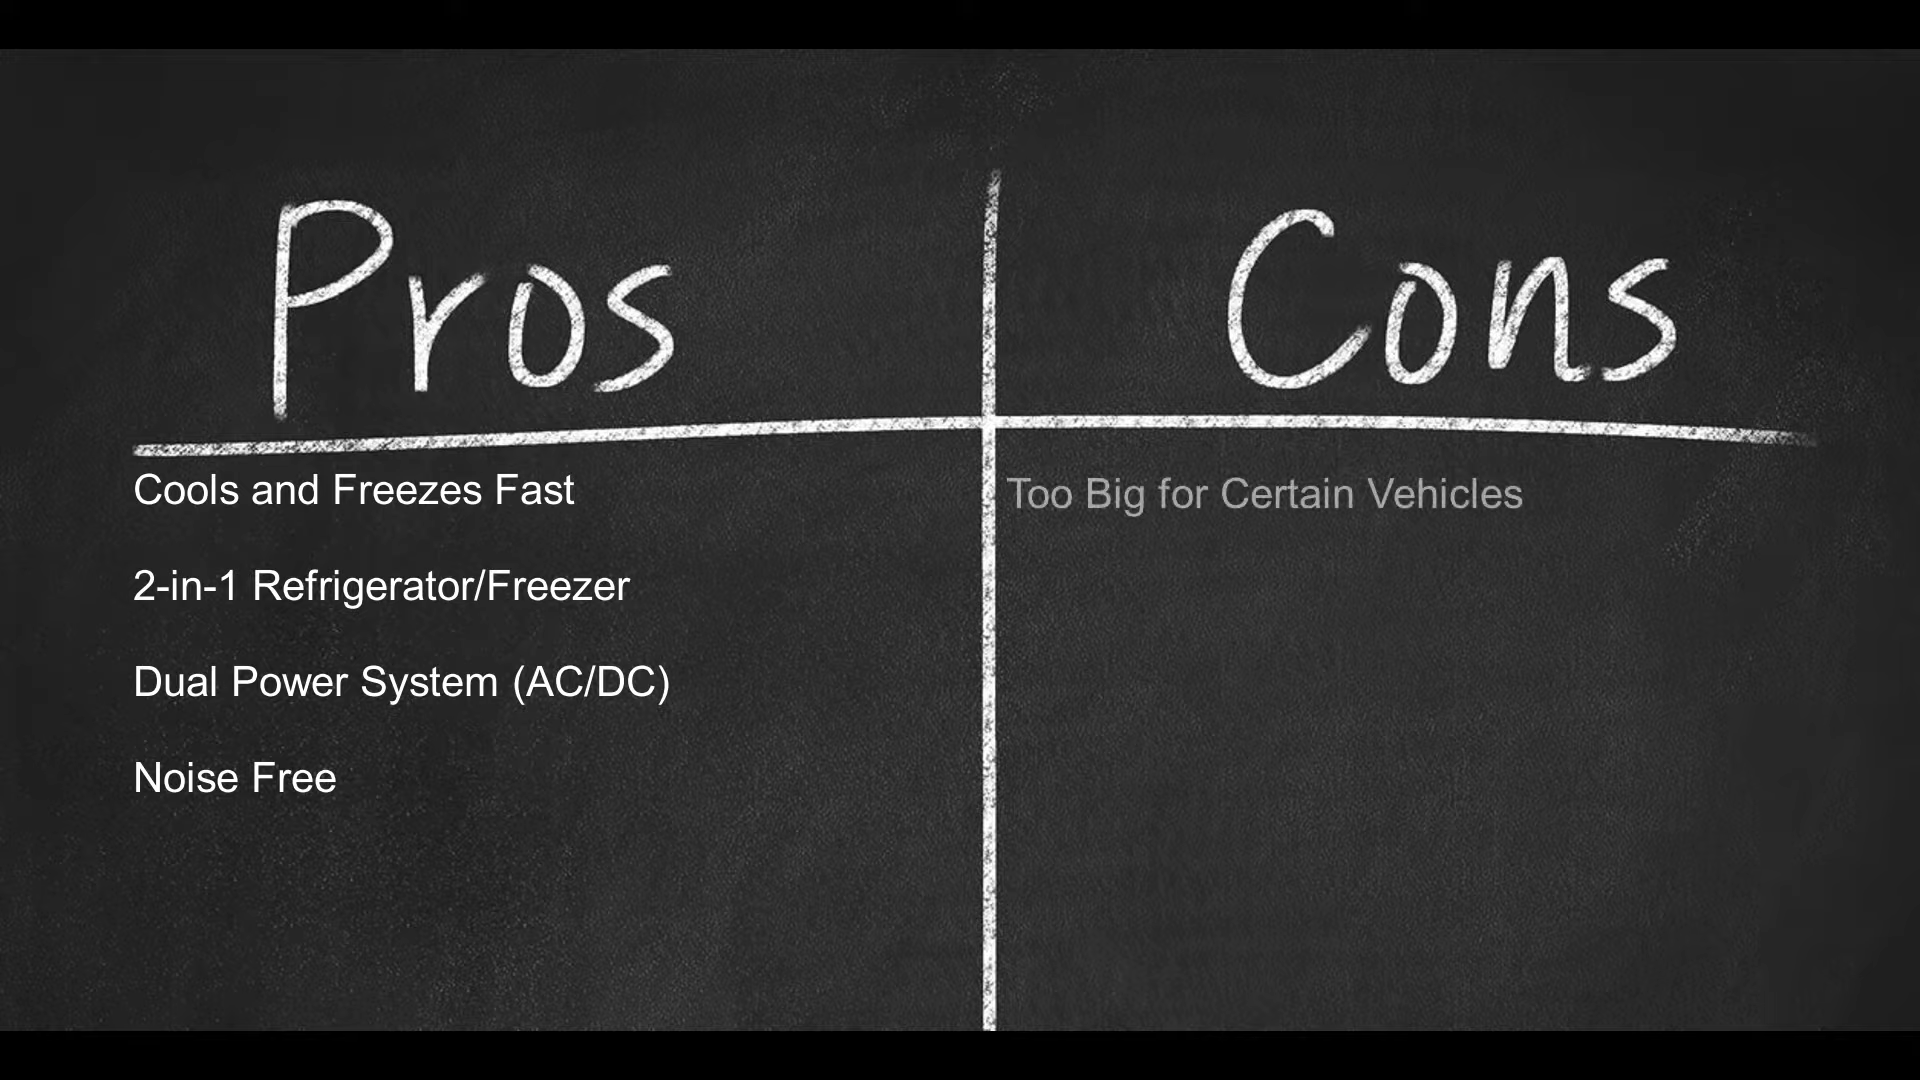 Pros
Cons
Cools and Freezes Fast
Too Big for Certain Vehicles
2-in-1 Refrigerator/Freezer
Dual Power System (AC/DC)
Noise Free